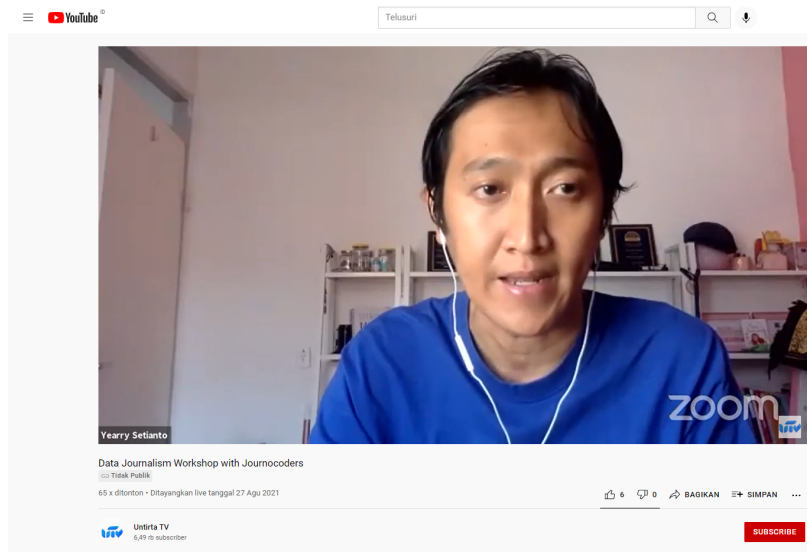 YouTube ID
Telusuri
zoom
Yearry Setianto
Data Journalism Workshop with Journocoders
Tidak Publik
65 x ditonton • Ditayangkan live tanggal 27 Agu 2021
6
0
BAGIKAN
SIMPAN
Untirta TV
6,49 rb subscriber
SUBSCRIBE